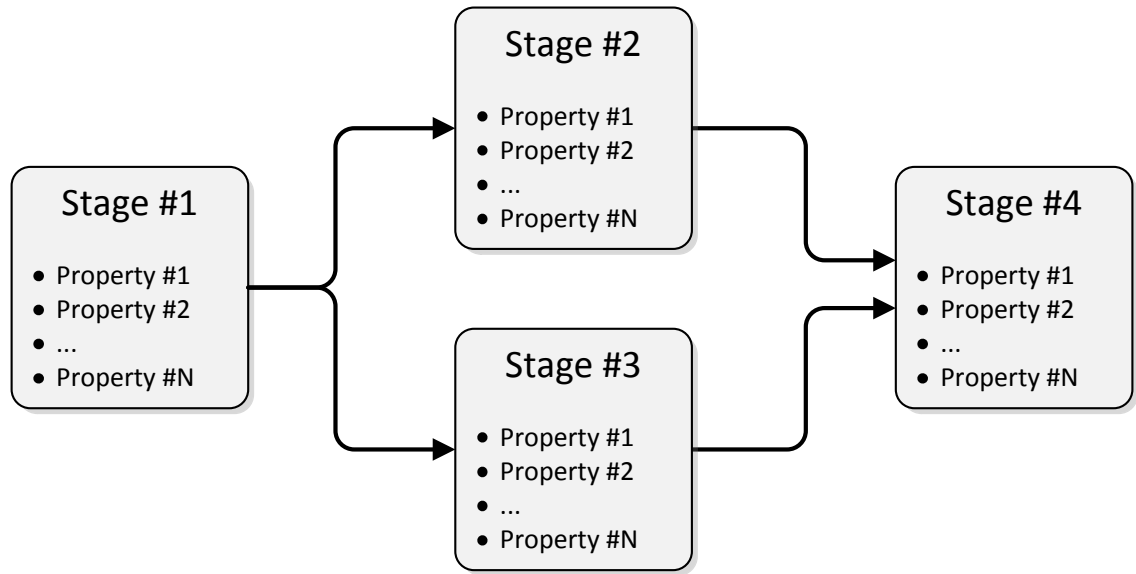 Stage #1
• Property #1
• Property #2
• ...
• Property #N
Stage #2
• Property #1
• Property #2
• ...
• Property #N
Stage #3
• Property #1
• Property #2
• ...
• Property #N
Stage #4
• Property #1
• Property #2
• ...
• Property #N